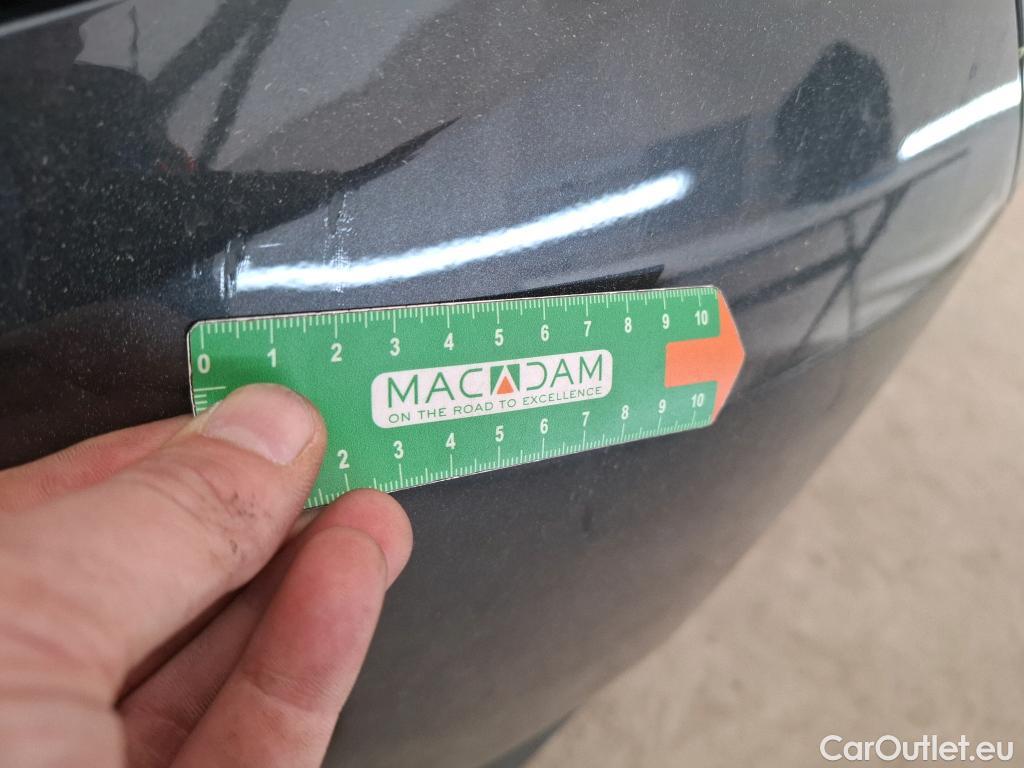 0 1 2 3 4 5 6 7 8 9 10
MACADAM
ON THE ROAD TO EXCELLENCE
2 3 4 5 6 7 8 9 10
CarOutlet.eu